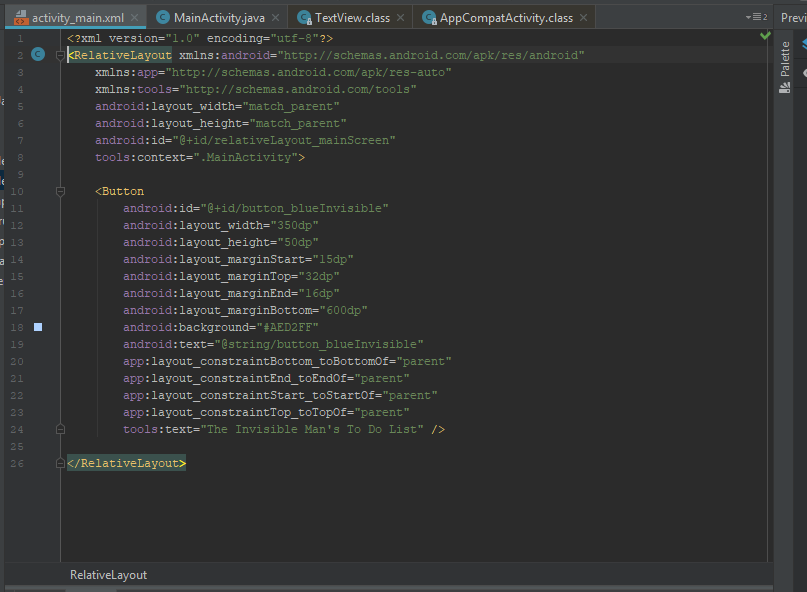 activity_main.xml MainActivity.java TextView.class AppCompatActivity.class 2 Previ
1 <?xml version="1.0" encoding="utf-8"?>
2 C <RelativeLayout xmlns:android="http://schemas.android.com/apk/res/android"
3 xmlns:app="http://schemas.android.com/apk/res-auto"
4 xmlns:tools="http://schemas.android.com/tools"
5 android:layout_width="match_parent"
6 android:layout_height="match_parent"
7 android:id="@+id/relativeLayout_mainScreen"
8 tools:context=".MainActivity">
9
10 <Button
11 android:id="@+id/button_blueInvisible"
12 android:layout_width="350dp"
13 android:layout_height="50dp"
14 android:layout_marginStart="15dp"
15 android:layout_marginTop="32dp"
16 android:layout_marginEnd="16dp"
17 android:layout_marginBottom="600dp"
18 android:background="#AED2FF"
19 android:text="@string/button_blueInvisible"
20 app:layout_constraintBottom_toBottomOf="parent"
21 app:layout_constraintEnd_toEndOf="parent"
22 app:layout_constraintStart_toStartOf="parent"
23 app:layout_constraintTop_toTopOf="parent"
24 tools:text="The Invisible Man's To Do List" />
25
26 </RelativeLayout>
RelativeLayout
Palette